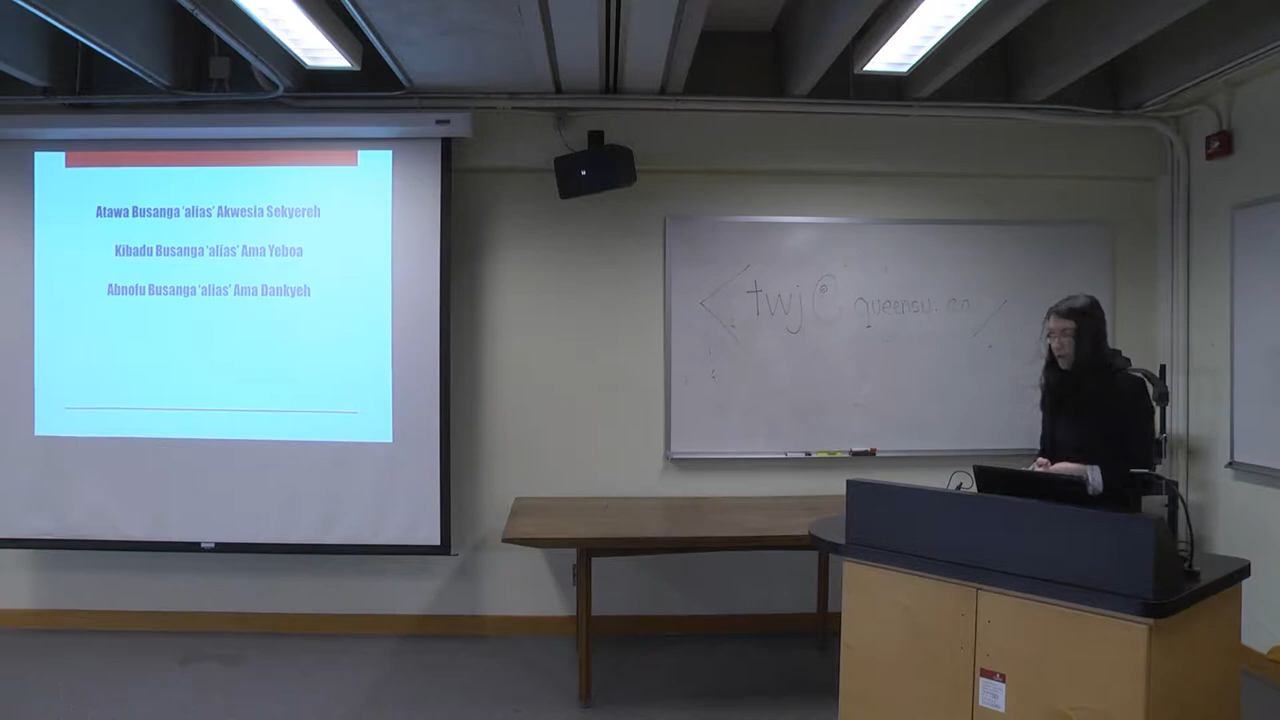 Atawa Busanga 'alias' Akwesia Sekyereh
Kibadu Busanga 'alias' Ama Yeboa
Abnofu Busanga 'alias' Ama Dankyeh
<twj@queensu.ca/